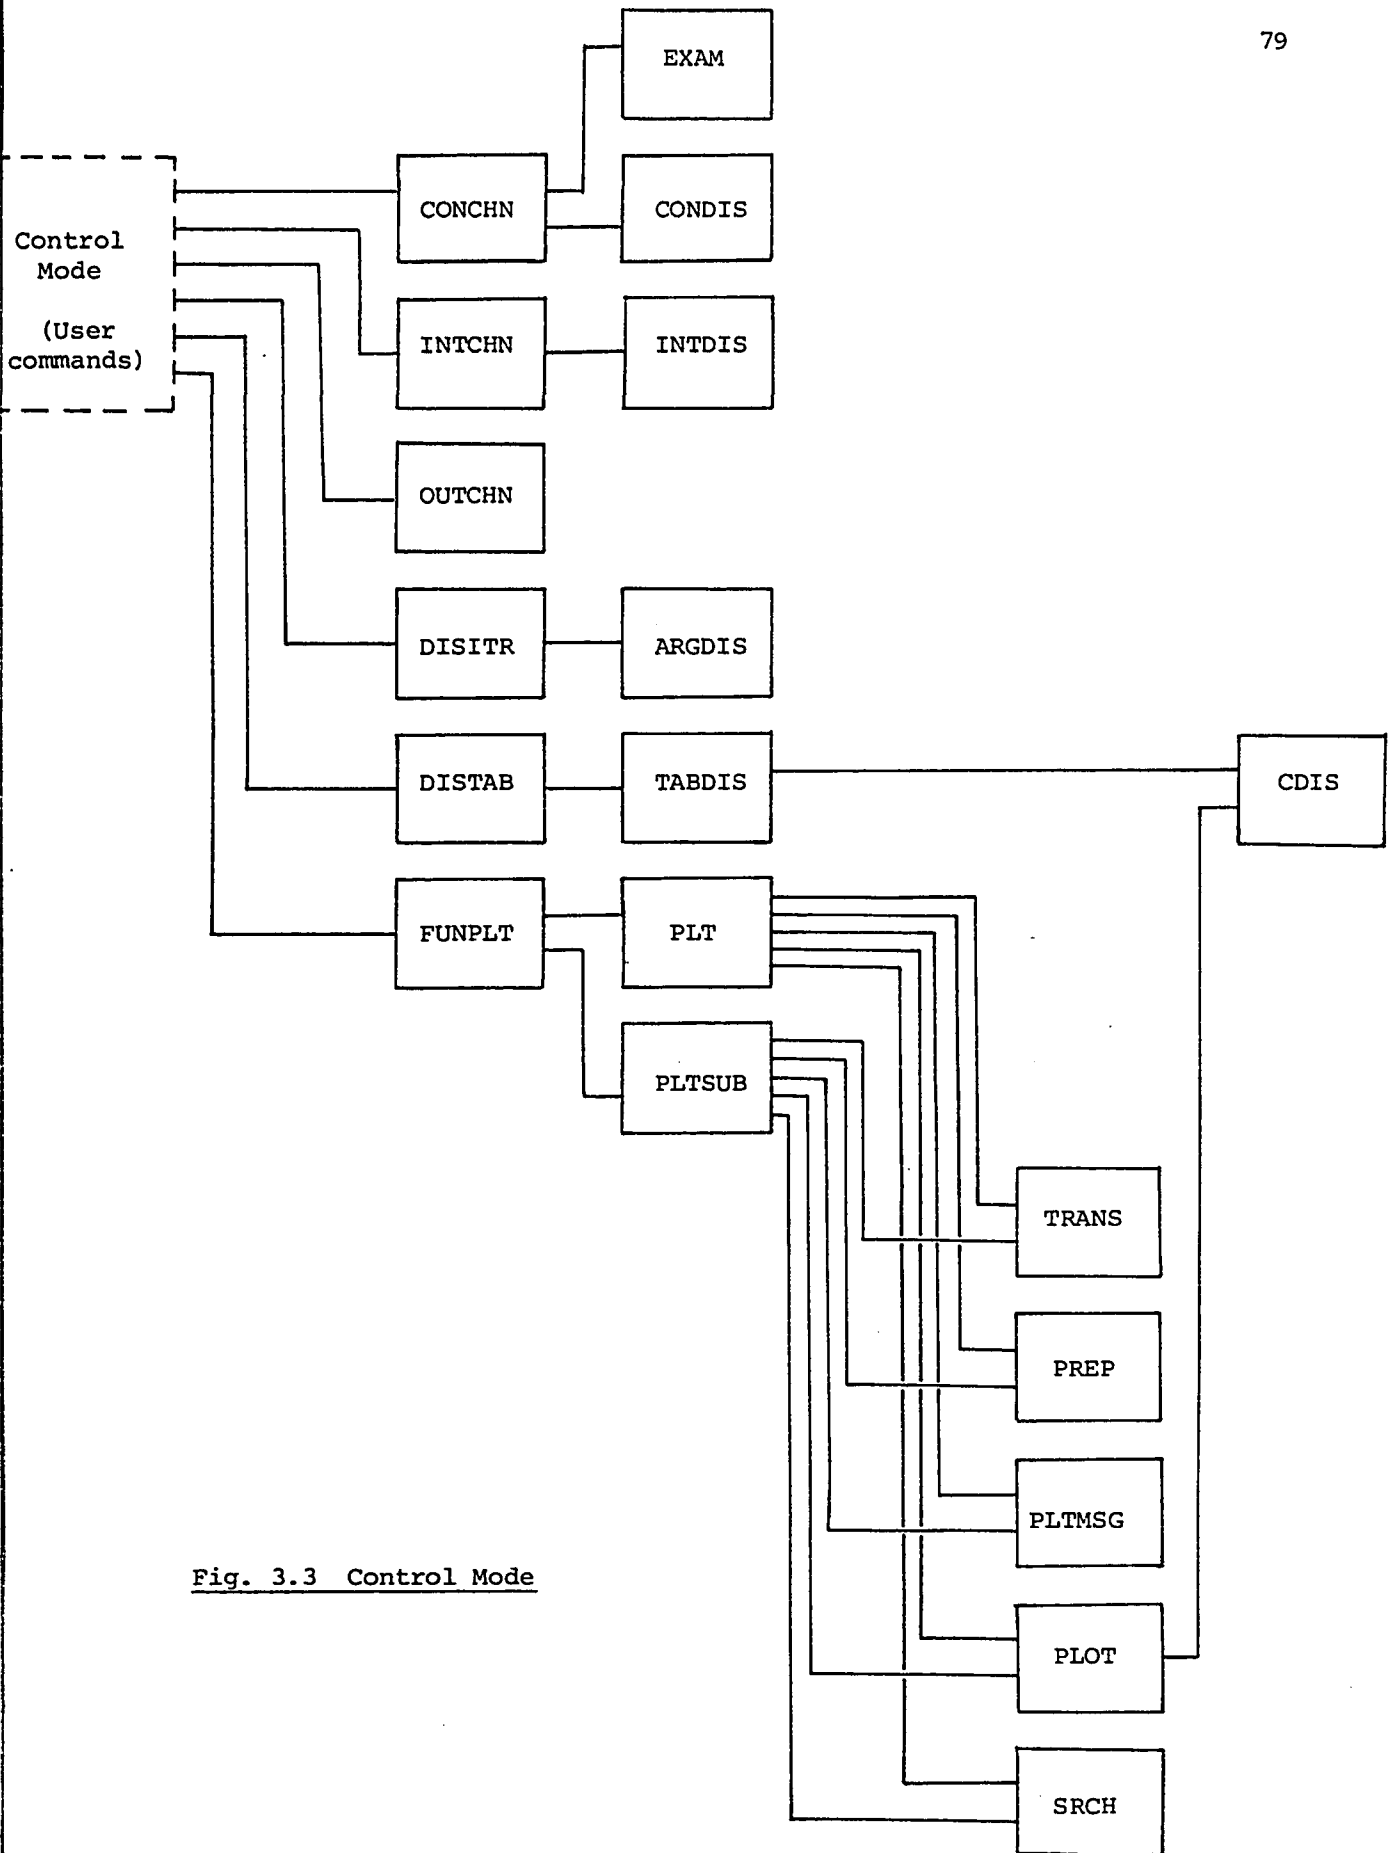 79
EXAM
Control
Mode
(User
commands)
CONCHN
CONDIS
INTCHN
INTDIS
OUTCHN
DISITR
ARGDIS
DISTAB
TABDIS
CDIS
FUNPLT
PLT
PLTSUB
TRANS
PREP
PLTMSG
PLOT
SRCH
Fig. 3.3 Control Mode